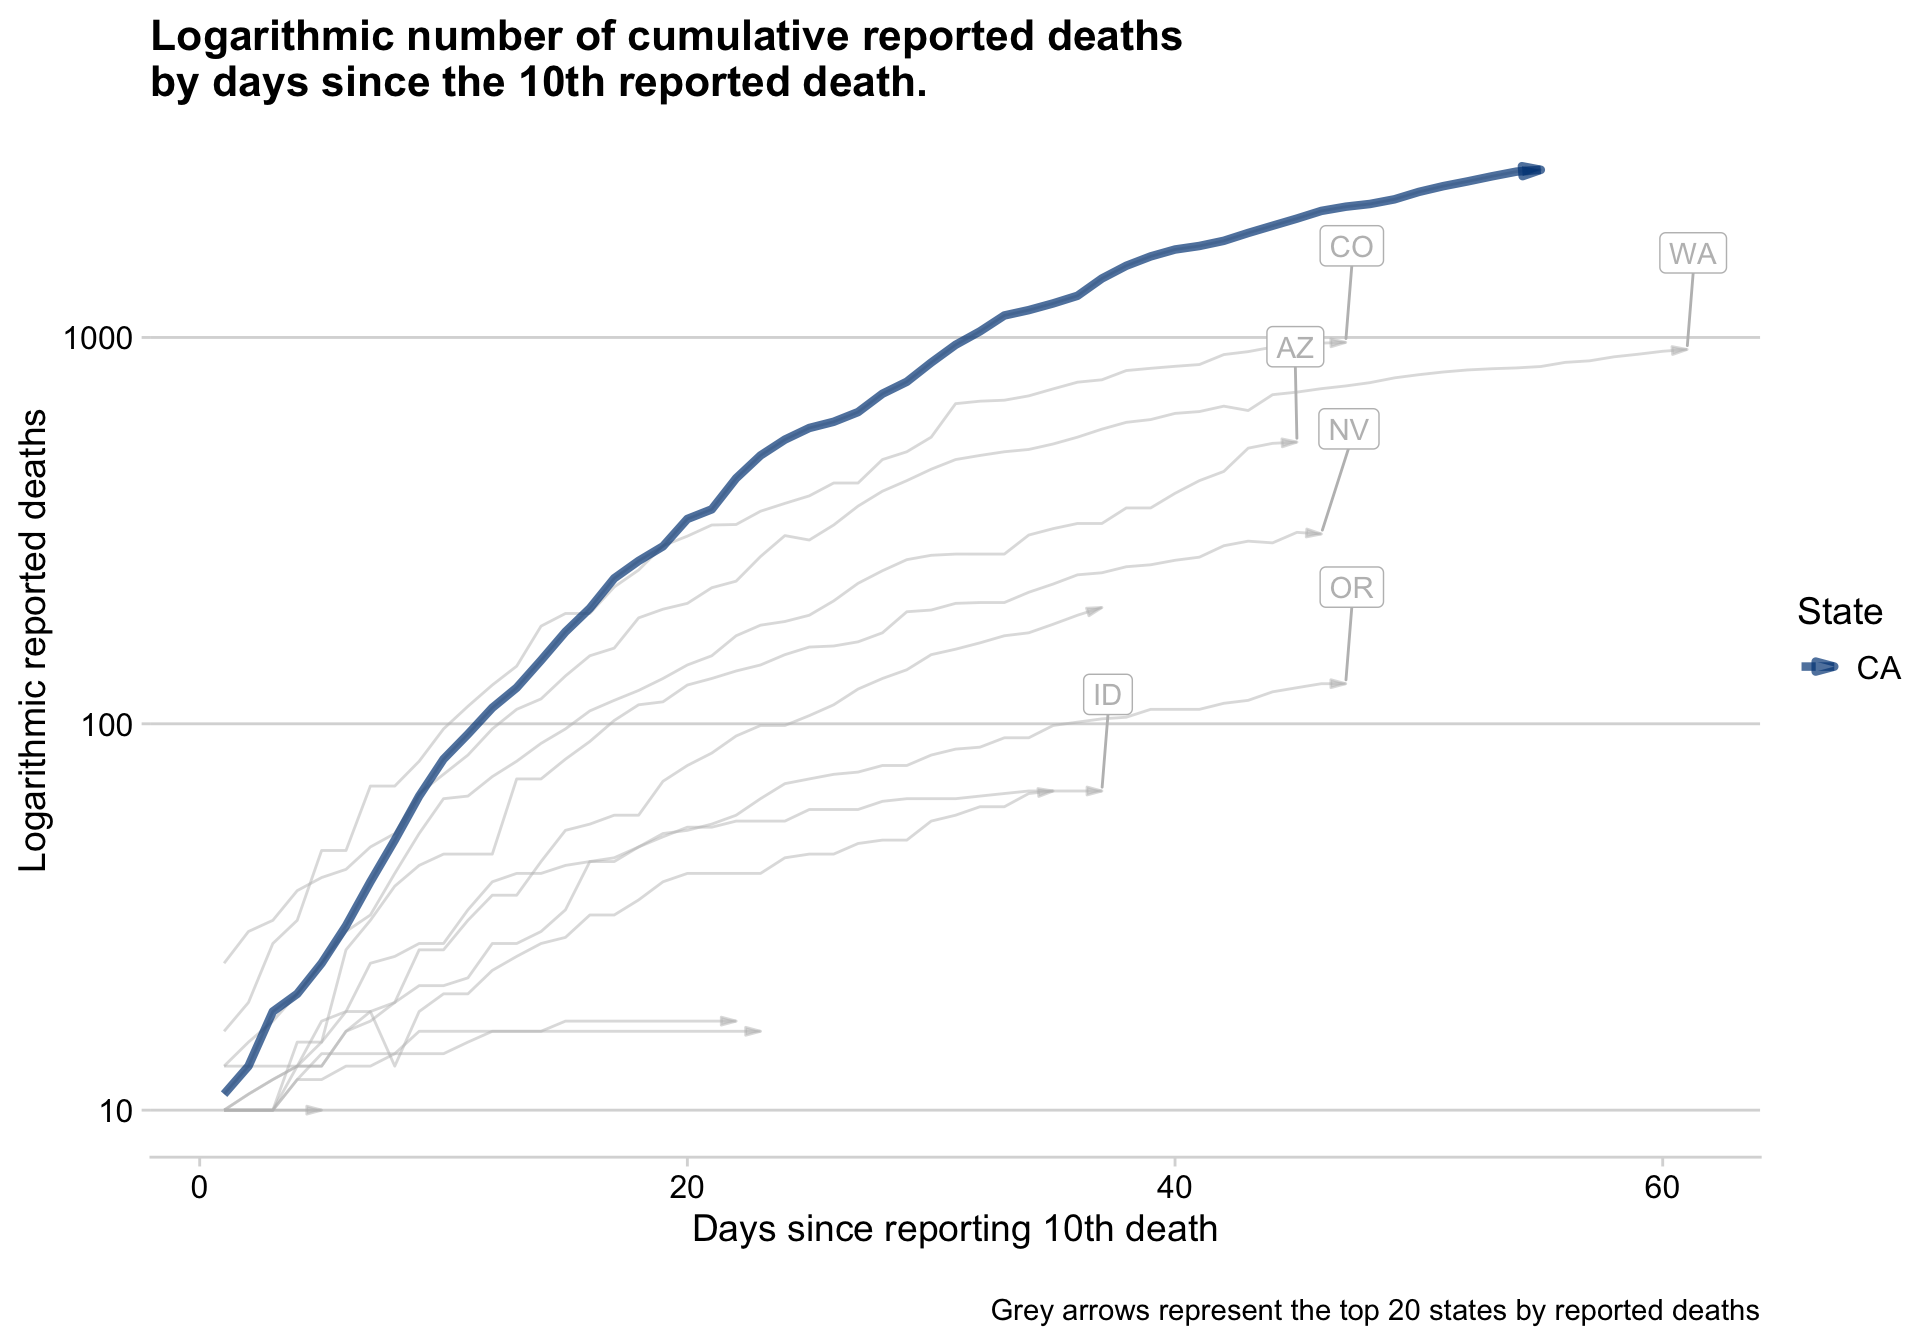 Logarithmic number of cumulative reported deaths
by days since the 10th reported death.
Logarithmic reported deaths
1000
100
10
CO
WA
AZ
NV
OR
ID
State
CA
0
20
40
60
Days since reporting 10th death
Grey arrows represent the top 20 states by reported deaths